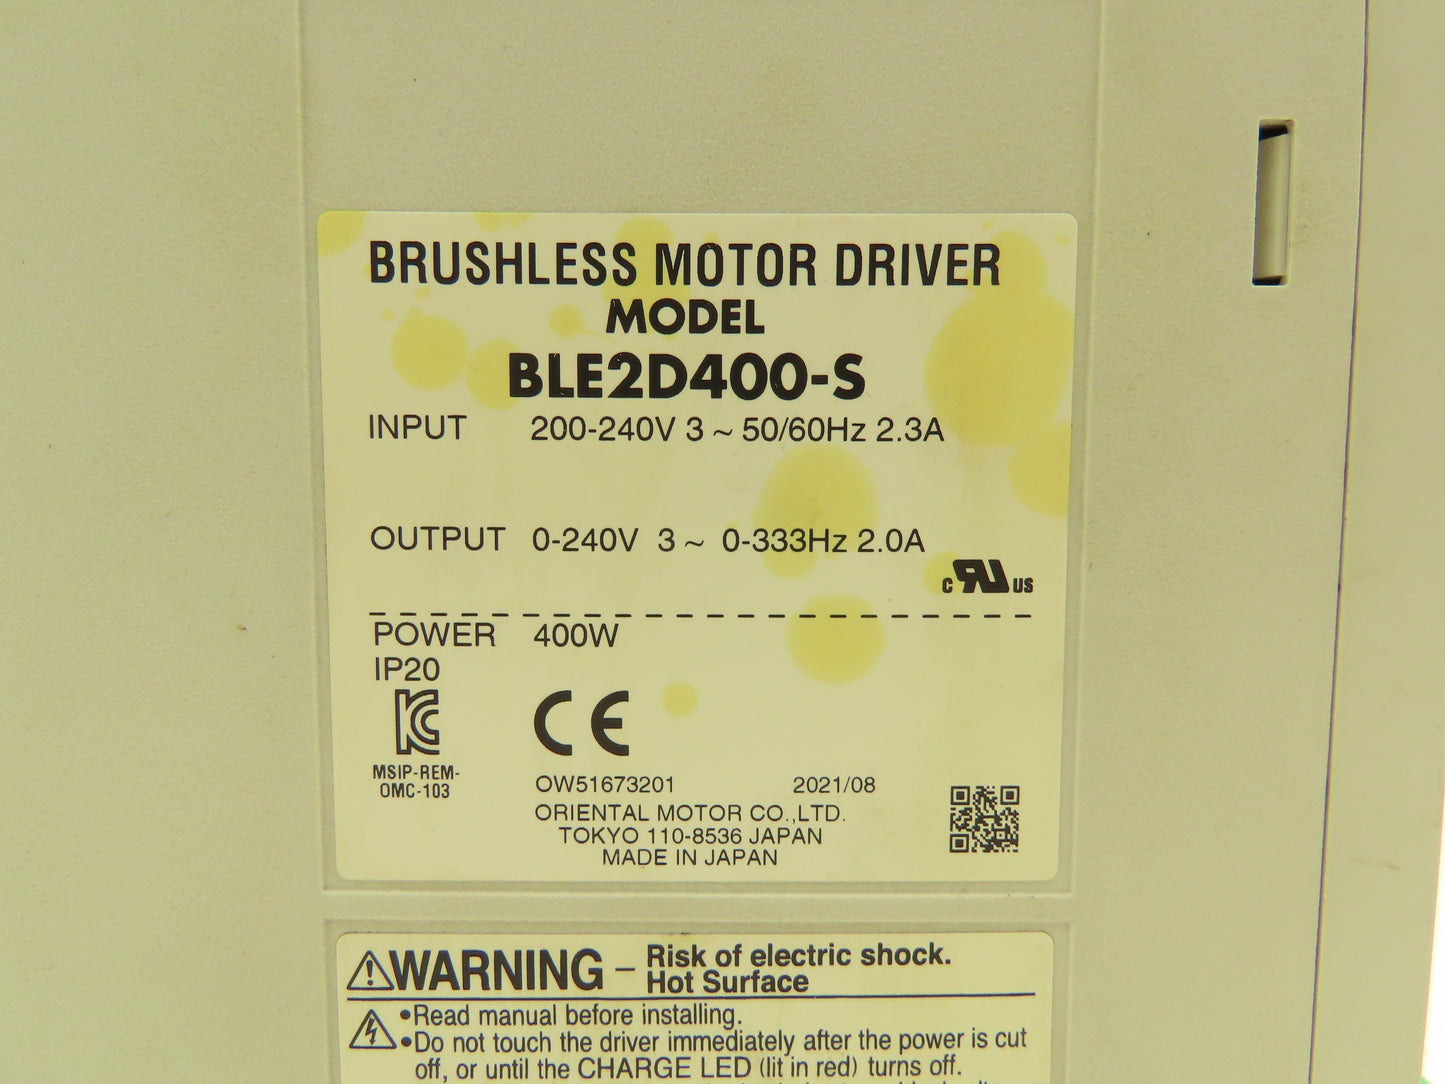 BRUSHLESS MOTOR DRIVER
MODEL
BLE2D400-S
INPUT 200-240V 3 ~ 50/60Hz 2.3A
OUTPUT 0-240V 3 ~ 0-333Hz 2.0A
c RU US
POWER 400W
IP20
KC
CE
MSIP-REM-
OMC-103
OW51673201 2021/08
ORIENTAL MOTOR CO.,LTD.
TOKYO 110-8536 JAPAN
MADE IN JAPAN
WARNING – Risk of electric shock.
Hot Surface
•Read manual before installing.
•Do not touch the driver immediately after the power is cut
off, or until the CHARGE LED (lit in red) turns off.